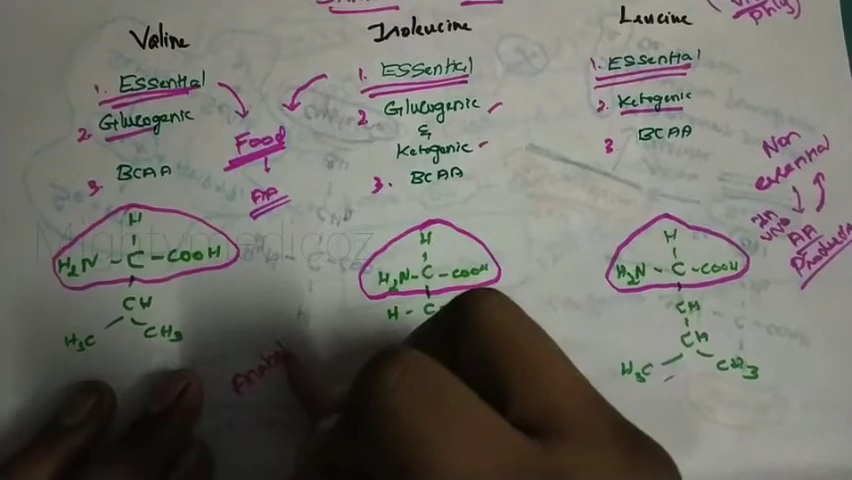 Valine
1. Essential
2. Glucogenic
3. BCAA
H
H2N - C - COOH
CH
H3C CH3
Food
AA
Isoleucine
1. Essential
2. Glucogenic
&
Ketogenic
3. BCAA
H
H2N - C - COOH
H - C
Leucine
1. Essential
2. Ketogenic
3. BCAA
H
H2N - C - COOH
CH
CH
H3C CH3
Non
essential
In
vivo
AA
Production
Mightymedicoz